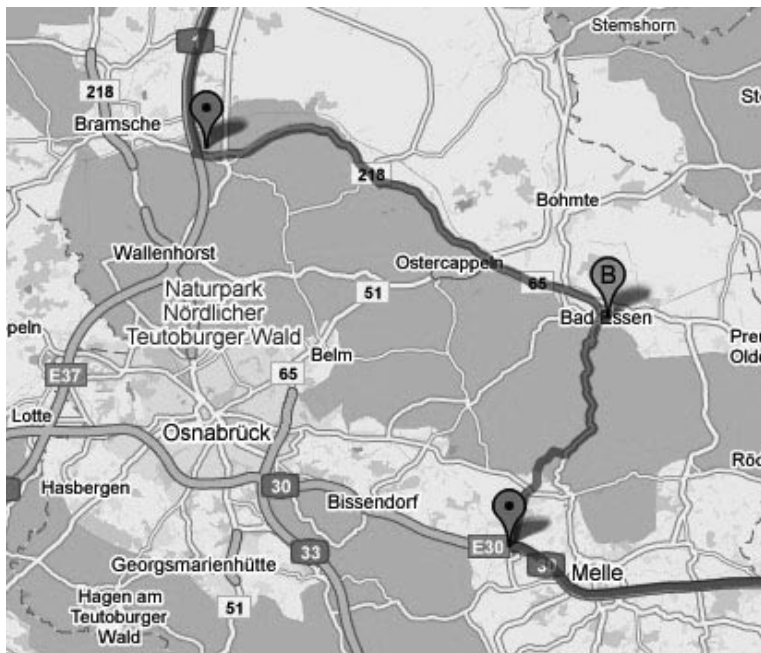 Stemshorn
1
218
Bramsche
218
Bohmte
Wallenhorst
Ostercappeln
B
65
51
Naturpark
Nördlicher
Teutoburger Wald
Bad Essen
Belm
E37
65
Lotte
Osnabrück
Hasbergen
30
Bissendorf
E30
33
30
Melle
Georgsmarienhütte
51
Hagen am
Teutoburger
Wald